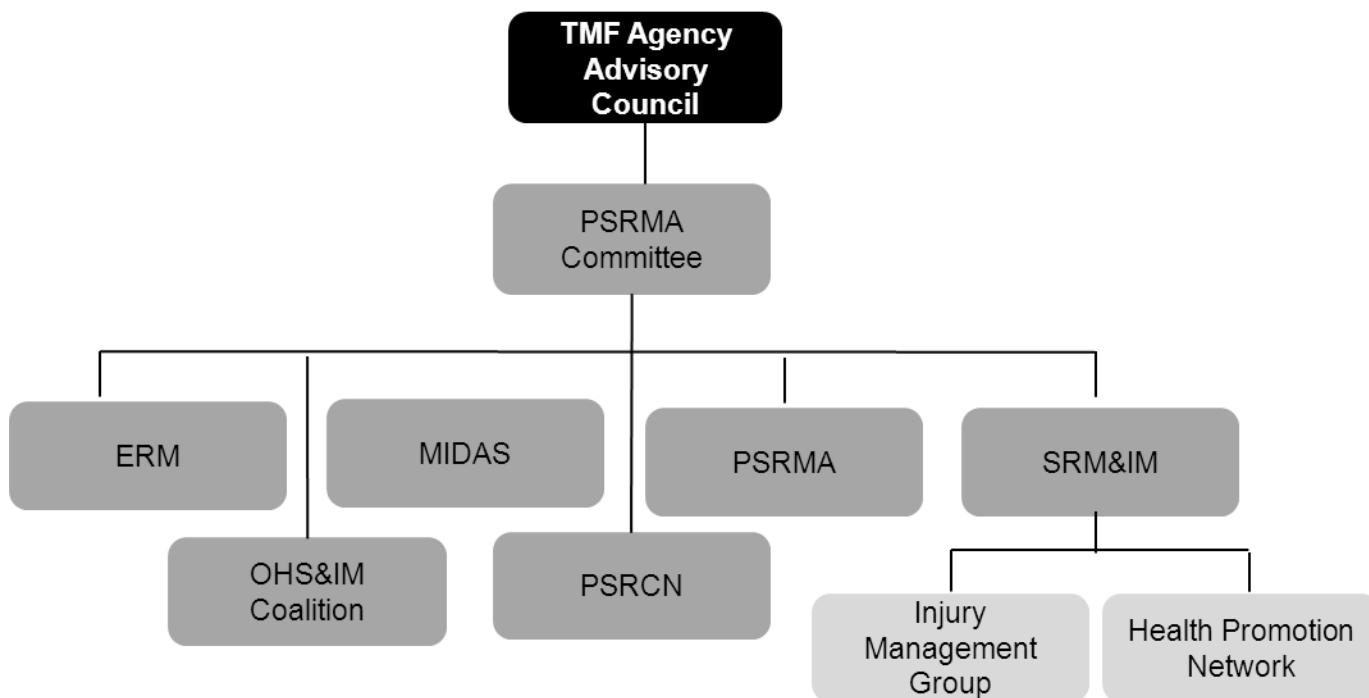 TMF Agency
Advisory
Council
PSRMA
Committee
ERM
MIDAS
PSRMA
SRM&IM
OHS&IM
Coalition
PSRCN
Injury
Management
Group
Health Promotion
Network